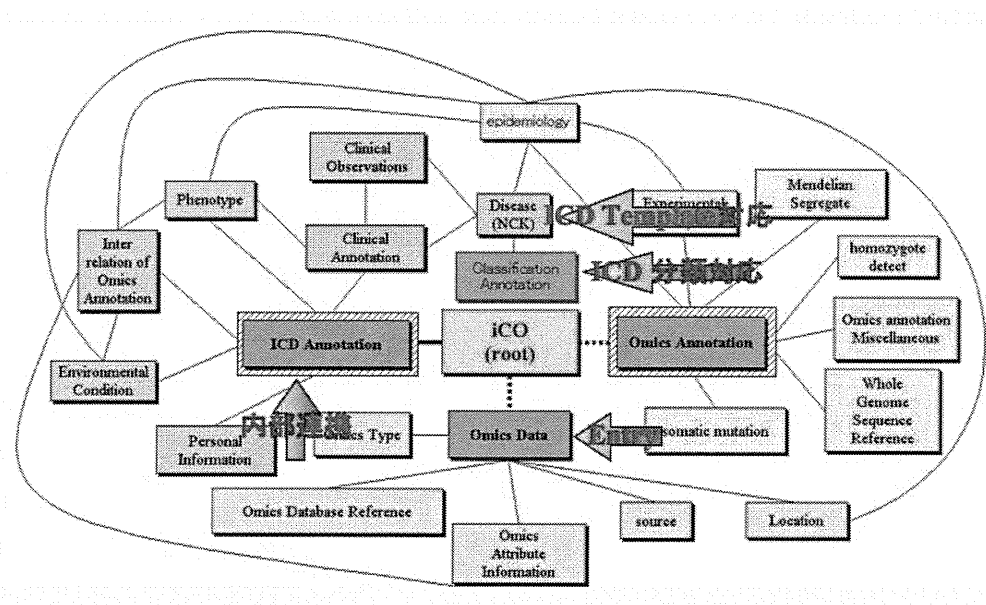 epidemiology
Clinical
Observations
Mendelian
Segregate
Phenotype
Disease
(NCK)
Experimental
ICD Template対応
Inter
relation of
Omics
Annotation
Clinical
Annotation
homozygote
detect
Classification
Annotation
ICD 分類対応
ICD Annotation
iCO
(root)
Omics Annotation
Omics annotation
Miscellaneous
Environmental
Condition
Whole
Genome
Sequence
Reference
内部連携
Personal
Information
Omics Type
Omics Data
Entry
somatic mutation
Omics Database Reference
source
Location
Omics
Attribute
Information